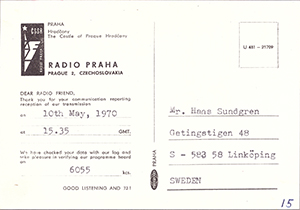 PRAHA
Hradčany
The Castle of Prague Hradčany
ČSSR
RADIO PRAHA
PRAGUE 2, CZECHOSLOVAKIA
DEAR RADIO FRIEND,
Thank you for your communication reporting
reception of our transmission
on 10th May, 1970
at 15.35 GMT.
We have checked your data with our log and
take pleasure in verifying our programme heard
on 6055 kcs.
GOOD LISTENING AND 73!
PRAHA
Mr. Hans Sundgren
Getingstigen 48
S - 583 58 Linköping
SWEDEN
15